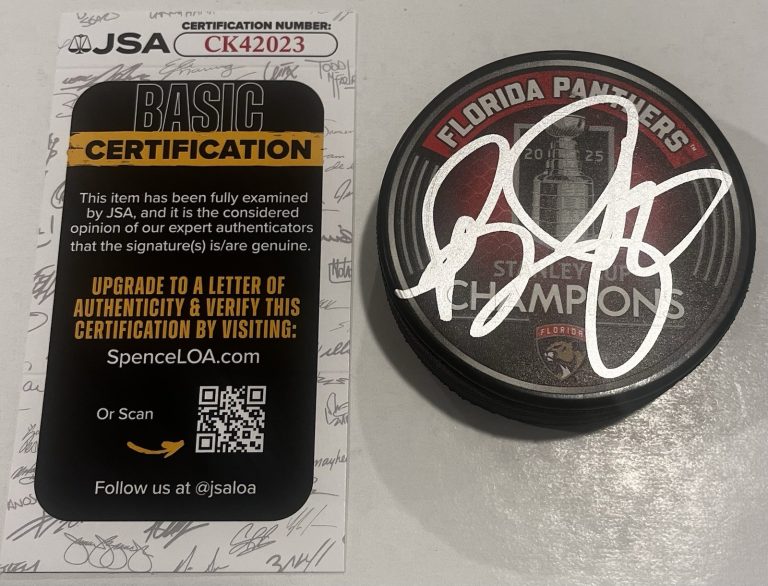 JSA
CERTIFICATION NUMBER:
CK42023
BASIC
CERTIFICATION
This item has been fully examined
by JSA, and it is the considered
opinion of our expert authenticators
that the signature(s) is/are genuine.
UPGRADE TO A LETTER OF
AUTHENTICITY & VERIFY THIS
CERTIFICATION BY VISITING:
SpenceLOA.com
Or Scan
Follow us at @jsaloa
FLORIDA PANTHERS™
20 25
STANLEY CUP
CHAMPIONS
FLORIDA